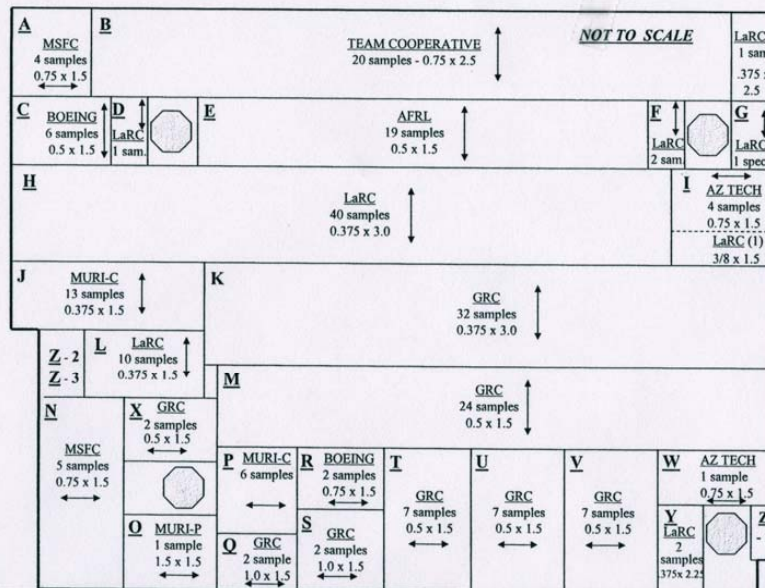 A
MSFC
4 samples
0.75 x 1.5
B
TEAM COOPERATIVE
20 samples - 0.75 x 2.5
NOT TO SCALE
LaRC
1 sam
.375 x
2.5
C
BOEING
6 samples
0.5 x 1.5
D
LaRC
1 sam.
E
AFRL
19 samples
0.5 x 1.5
F
LaRC
2 sam.
G
LaRC
1 spec
H
LaRC
40 samples
0.375 x 3.0
I
AZ TECH
4 samples
0.75 x 1.5
LaRC (1)
3/8 x 1.5
J
MURI-C
13 samples
0.375 x 1.5
K
GRC
32 samples
0.375 x 3.0
Z - 2
Z - 3
L
LaRC
10 samples
0.375 x 1.5
M
GRC
24 samples
0.5 x 1.5
N
MSFC
5 samples
0.75 x 1.5
X
GRC
2 samples
0.5 x 1.5
O
MURI-P
1 sample
1.5 x 1.5
P
MURI-C
6 samples
Q
GRC
2 sample
1.0 x 1.5
R
BOEING
2 samples
0.75 x 1.5
S
GRC
2 samples
1.0 x 1.5
T
GRC
7 samples
0.5 x 1.5
U
GRC
7 samples
0.5 x 1.5
V
GRC
7 samples
0.5 x 1.5
W
AZ TECH
1 sample
0.75 x 1.5
Y
LaRC
2
samples
.375x 2.25
Z
-